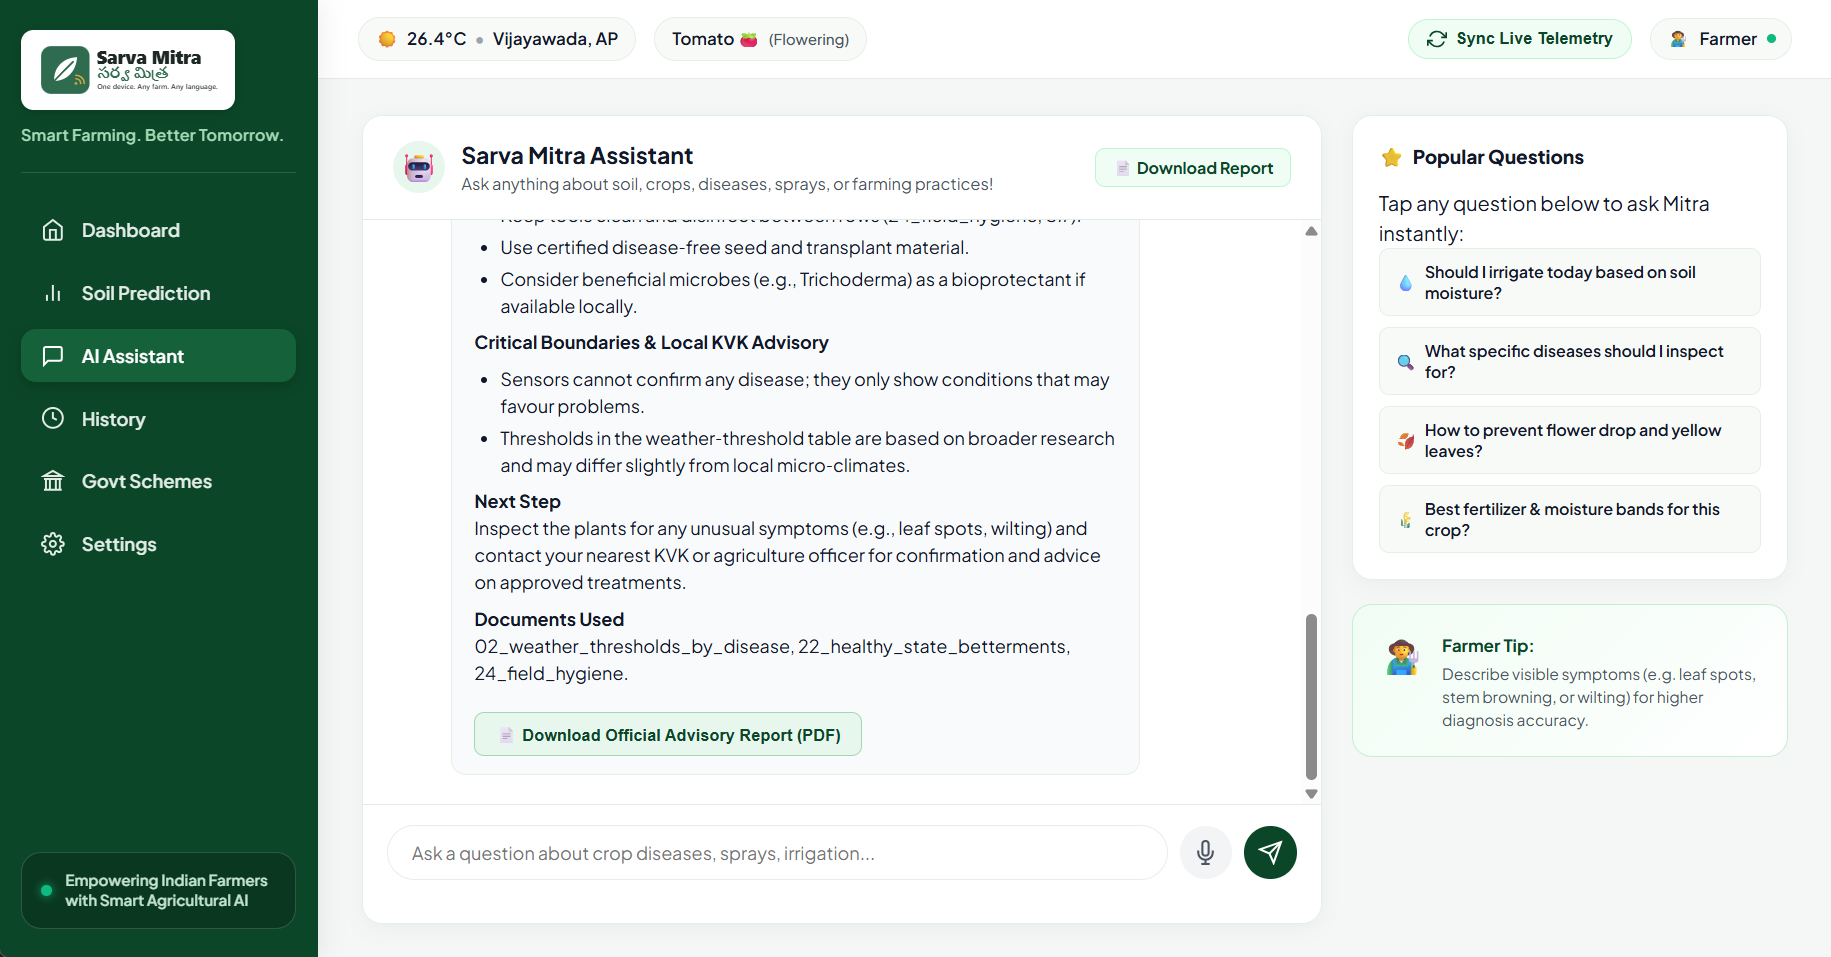 Sarva Mitra
సర్వ మిత్ర
One device. Any farm. Any language.
Smart Farming. Better Tomorrow.
Dashboard
Soil Prediction
AI Assistant
History
Govt Schemes
Settings
Empowering Indian Farmers
with Smart Agricultural AI
26.4°C • Vijayawada, AP
Tomato (Flowering)
Sync Live Telemetry
Farmer
Sarva Mitra Assistant
Ask anything about soil, crops, diseases, sprays, or farming practices!
Download Report
Use certified disease-free seed and transplant material.
Consider beneficial microbes (e.g., Trichoderma) as a bioprotectant if
available locally.
Critical Boundaries & Local KVK Advisory
Sensors cannot confirm any disease; they only show conditions that may
favour problems.
Thresholds in the weather-threshold table are based on broader research
and may differ slightly from local micro-climates.
Next Step
Inspect the plants for any unusual symptoms (e.g., leaf spots, wilting) and
contact your nearest KVK or agriculture officer for confirmation and advice
on approved treatments.
Documents Used
02_weather_thresholds_by_disease, 22_healthy_state_betterments,
24_field_hygiene.
Download Official Advisory Report (PDF)
Ask a question about crop diseases, sprays, irrigation...
Popular Questions
Tap any question below to ask Mitra
instantly:
Should I irrigate today based on soil
moisture?
What specific diseases should I inspect
for?
How to prevent flower drop and yellow
leaves?
Best fertilizer & moisture bands for this
crop?
Farmer Tip:
Describe visible symptoms (e.g. leaf spots,
stem browning, or wilting) for higher
diagnosis accuracy.